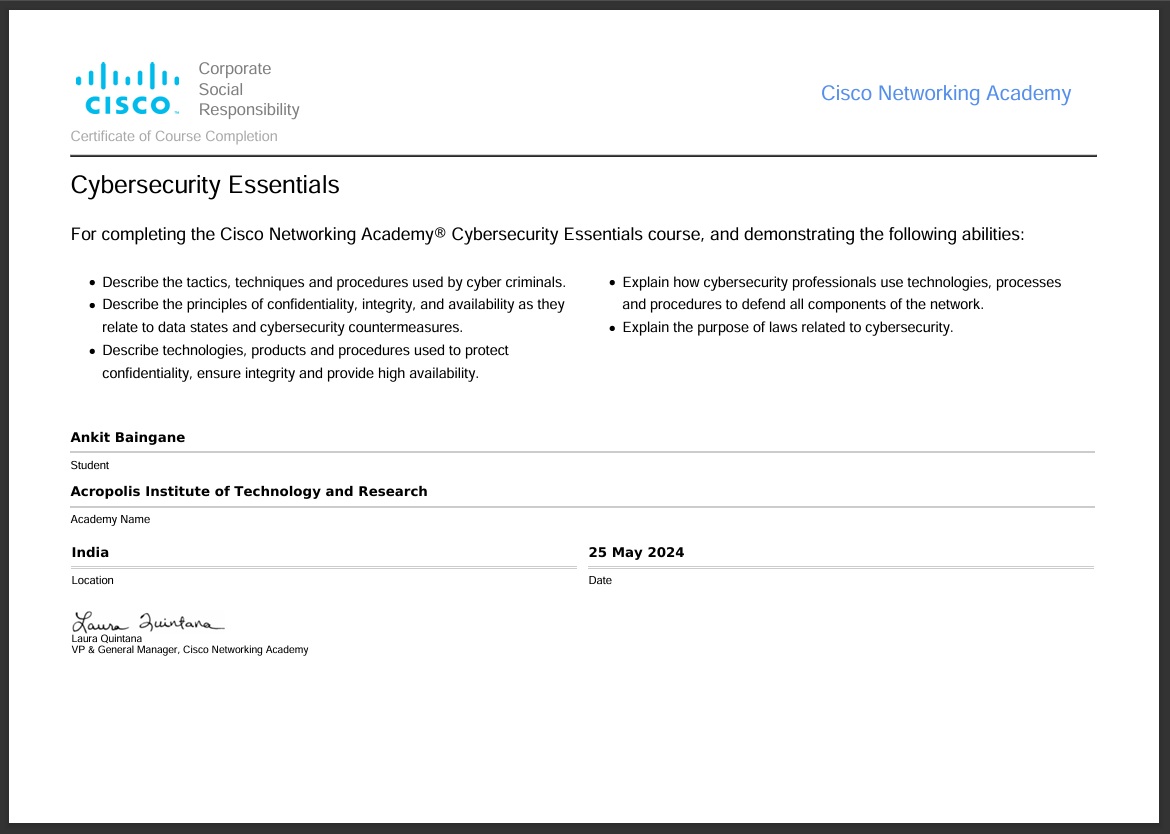 Corporate
Social
Responsibility
CISCO™
Cisco Networking Academy
Certificate of Course Completion
Cybersecurity Essentials
For completing the Cisco Networking Academy® Cybersecurity Essentials course, and demonstrating the following abilities:
• Describe the tactics, techniques and procedures used by cyber criminals.
• Describe the principles of confidentiality, integrity, and availability as they
relate to data states and cybersecurity countermeasures.
• Describe technologies, products and procedures used to protect
confidentiality, ensure integrity and provide high availability.
• Explain how cybersecurity professionals use technologies, processes
and procedures to defend all components of the network.
• Explain the purpose of laws related to cybersecurity.
Ankit Baingane
Student
Acropolis Institute of Technology and Research
Academy Name
India
Location
25 May 2024
Date
Laura Quintana
Laura Quintana
VP & General Manager, Cisco Networking Academy